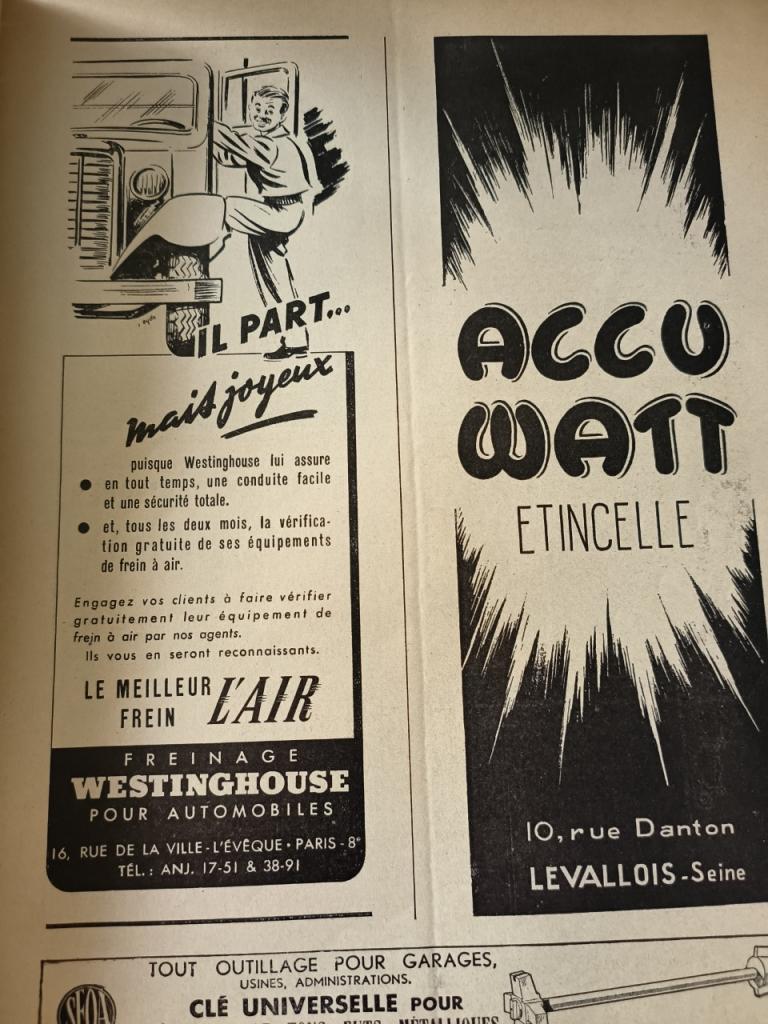 IL PART...
mais joyeux
puisque Westinghouse lui assure
● en tout temps, une conduite facile
et une sécurité totale.
● et, tous les deux mois, la vérifica-
tion gratuite de ses équipements
de frein à air.
Engagez vos clients à faire vérifier
gratuitement leur équipement de
frein à air par nos agents.
Ils vous en seront reconnaissants.
LE MEILLEUR
FREIN
L'AIR
FREINAGE
WESTINGHOUSE
POUR AUTOMOBILES
16, RUE DE LA VILLE-L'ÉVÊQUE • PARIS-8e
TÉL. : ANJ. 17-51 & 38-91
ACCU
WATT
ETINCELLE
10, rue Danton
LEVALLOIS-Seine
TOUT OUTILLAGE POUR GARAGES,
USINES, ADMINISTRATIONS.
CLÉ UNIVERSELLE POUR
FUTS MÉTALLIQUES